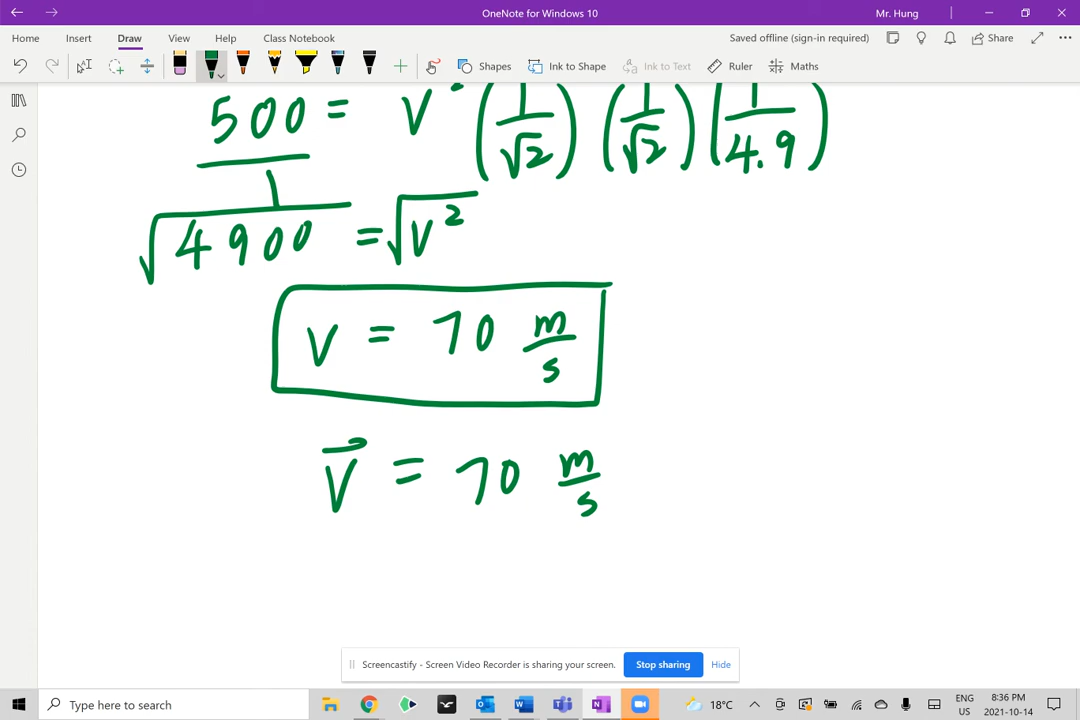 OneNote for Windows 10
Mr. Hung
Home Insert Draw View Help Class Notebook
Saved offline (sign-in required) Share
Shapes Ink to Shape Ink to Text Ruler Maths
500/1 = v² (1/√2) (1/√2) (1/4.9)
√4900 = √v²
v = 70 m/s
v⃗ = 70 m/s
Screencastify - Screen Video Recorder is sharing your screen. Stop sharing Hide
Type here to search
18°C
ENG
US
8:36 PM
2021-10-14